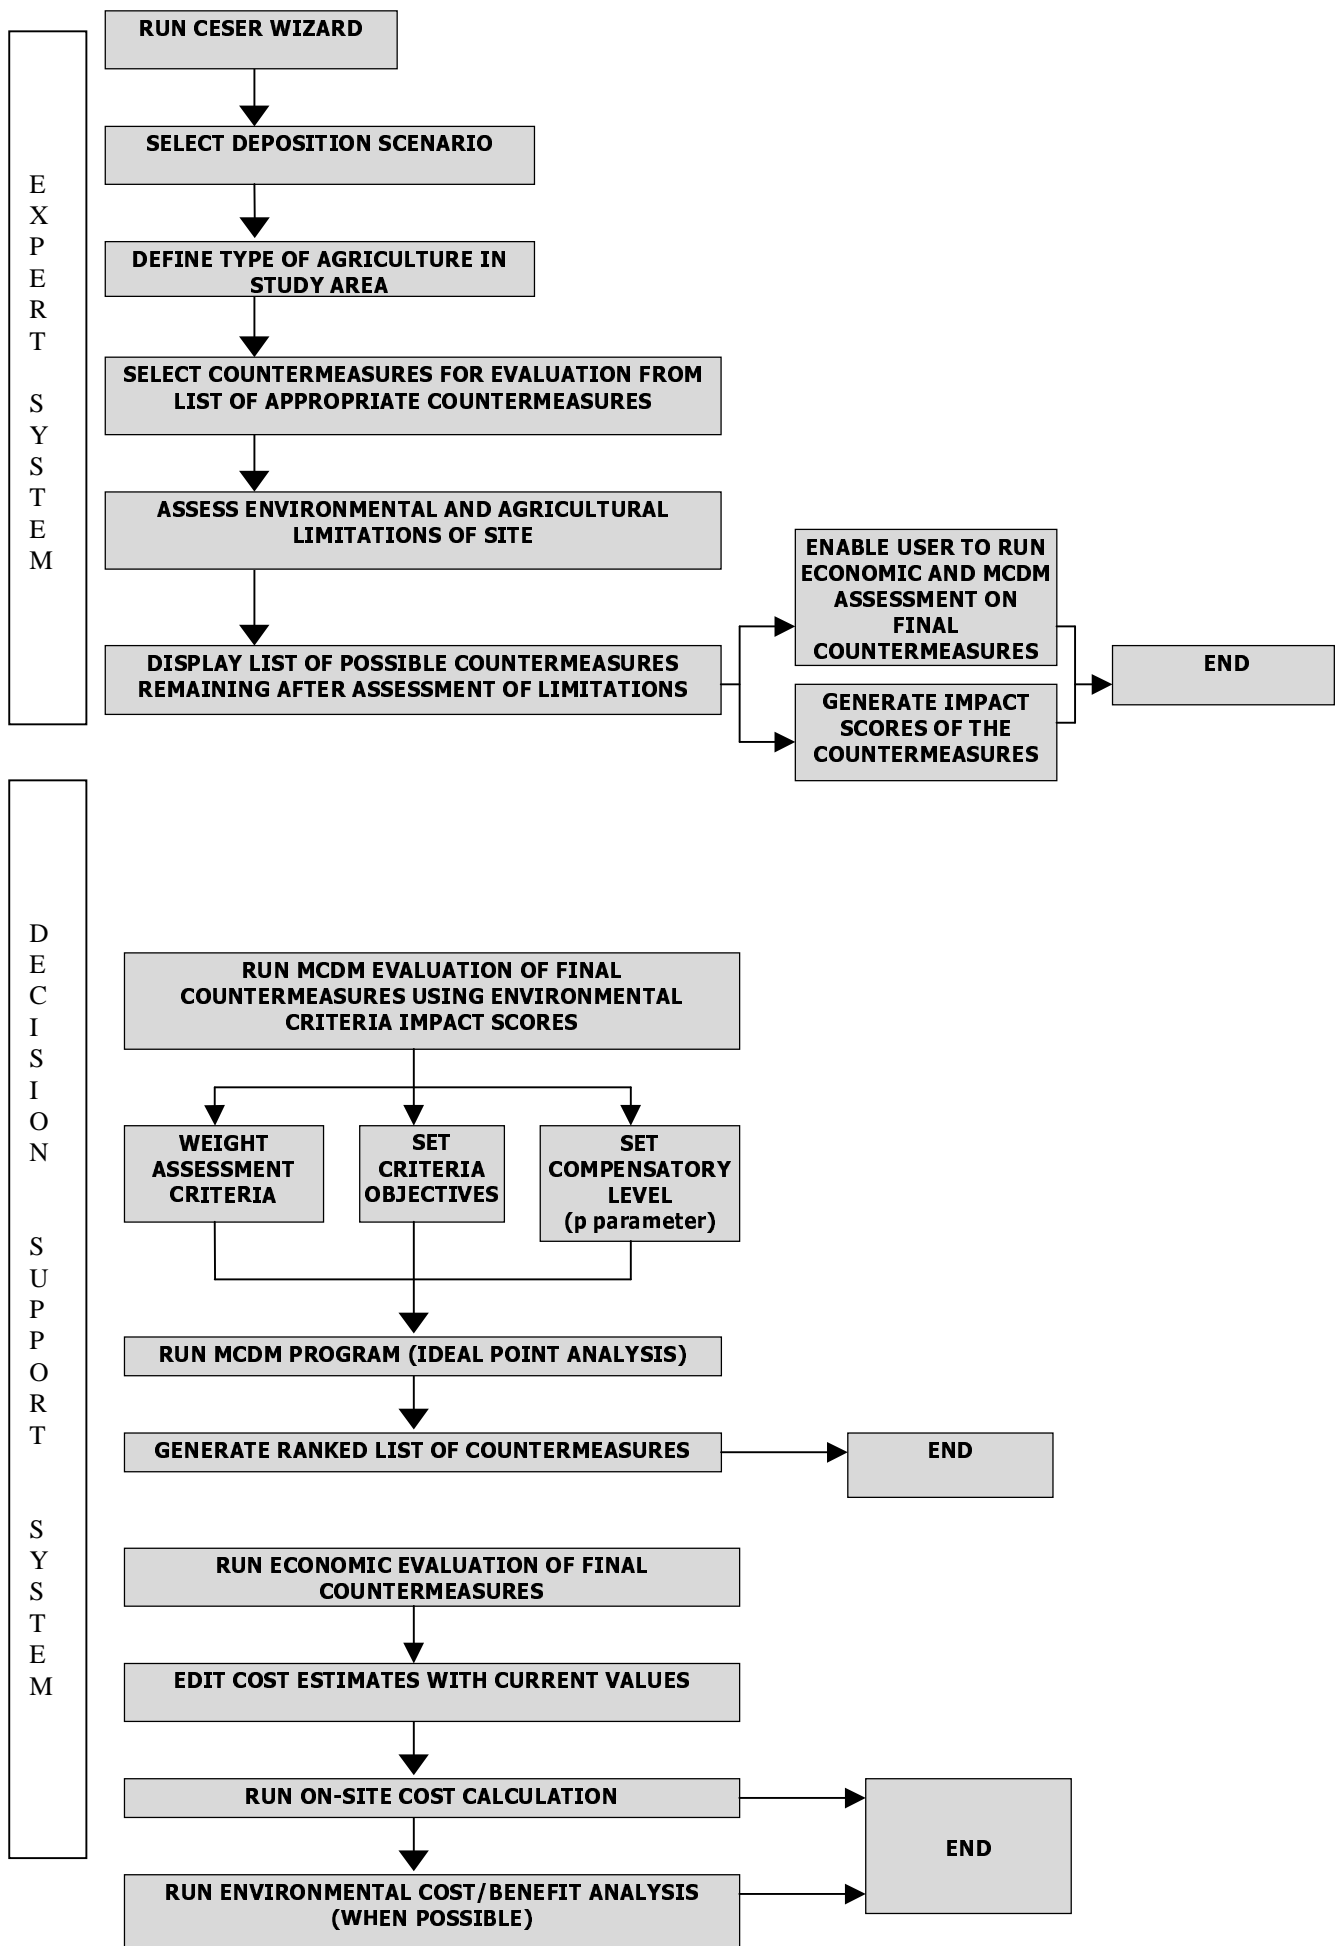 RUN CESER WIZARD
SELECT DEPOSITION SCENARIO
DEFINE TYPE OF AGRICULTURE IN
STUDY AREA
SELECT COUNTERMEASURES FOR EVALUATION FROM
LIST OF APPROPRIATE COUNTERMEASURES
ASSESS ENVIRONMENTAL AND AGRICULTURAL
LIMITATIONS OF SITE
DISPLAY LIST OF POSSIBLE COUNTERMEASURES
REMAINING AFTER ASSESSMENT OF LIMITATIONS
ENABLE USER TO RUN
ECONOMIC AND MCDM
ASSESSMENT ON
FINAL
COUNTERMEASURES
GENERATE IMPACT
SCORES OF THE
COUNTERMEASURES
END
E
X
P
E
R
T
S
Y
S
T
E
M
D
E
C
I
S
I
O
N
S
U
P
P
O
R
T
S
Y
S
T
E
M
RUN MCDM EVALUATION OF FINAL
COUNTERMEASURES USING ENVIRONMENTAL
CRITERIA IMPACT SCORES
WEIGHT
ASSESSMENT
CRITERIA
SET
CRITERIA
OBJECTIVES
SET
COMPENSATORY
LEVEL
(p parameter)
RUN MCDM PROGRAM (IDEAL POINT ANALYSIS)
GENERATE RANKED LIST OF COUNTERMEASURES
END
RUN ECONOMIC EVALUATION OF FINAL
COUNTERMEASURES
EDIT COST ESTIMATES WITH CURRENT VALUES
RUN ON-SITE COST CALCULATION
RUN ENVIRONMENTAL COST/BENEFIT ANALYSIS
(WHEN POSSIBLE)
END